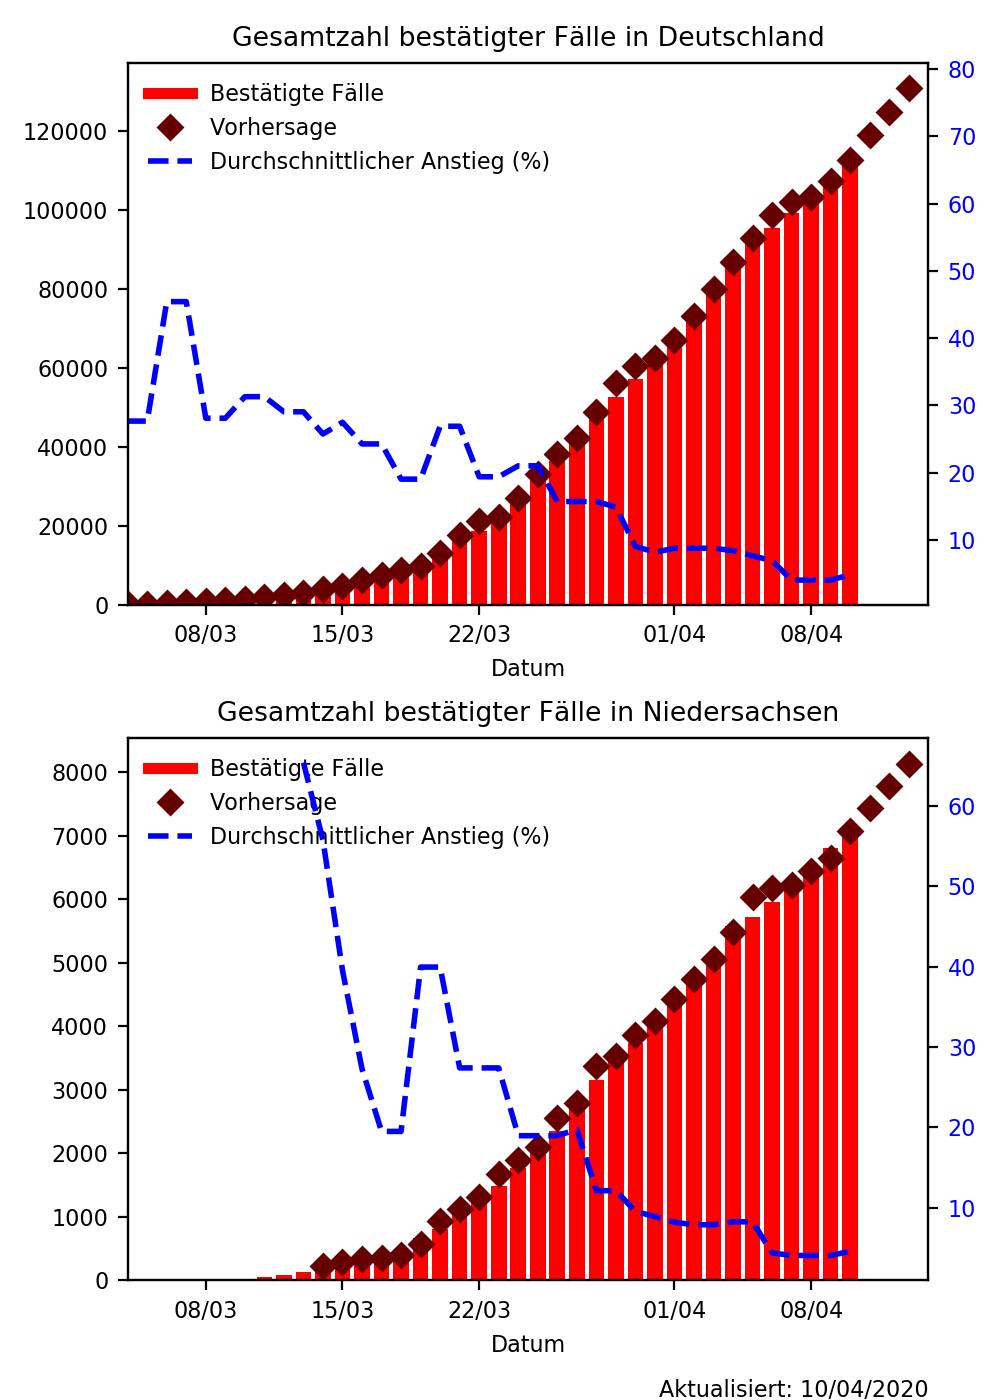 Gesamtzahl bestätigter Fälle in Deutschland
Bestätigte Fälle
Vorhersage
Durchschnittlicher Anstieg (%)
120000
100000
80000
60000
40000
20000
0
80
70
60
50
40
30
20
10
08/03 15/03 22/03 01/04 08/04
Datum
Gesamtzahl bestätigter Fälle in Niedersachsen
Bestätigte Fälle
Vorhersage
Durchschnittlicher Anstieg (%)
8000
7000
6000
5000
4000
3000
2000
1000
0
60
50
40
30
20
10
08/03 15/03 22/03 01/04 08/04
Datum
Aktualisiert: 10/04/2020